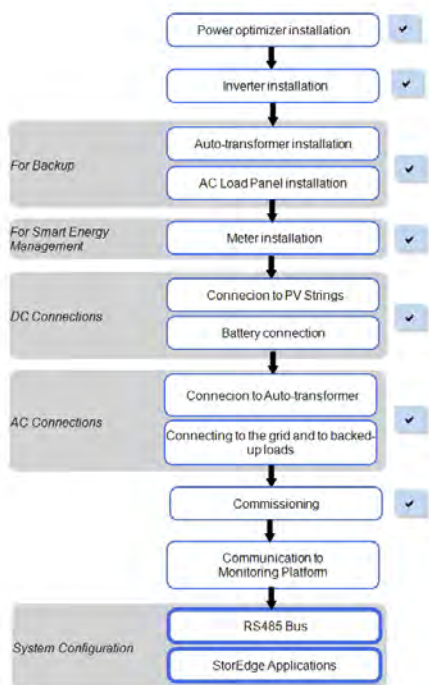 Power optimizer installation
Inverter installation
For Backup
Auto-transformer installation
AC Load Panel installation
For Smart Energy
Management
Meter installation
DC Connections
Connecion to PV Strings
Battery connection
AC Connections
Connecion to Auto-transformer
Connecting to the grid and to backed-
up loads
Commissioning
Communication to
Monitoring Platform
System Configuration
RS485 Bus
StorEdge Applications